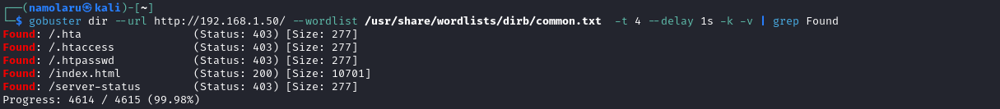 ┌──(namolaru㉿kali)-[~]
└─$ gobuster dir --url http://192.168.1.50/ --wordlist /usr/share/wordlists/dirb/common.txt  -t 4 --delay 1s -k -v | grep Found
Found: /.hta                 (Status: 403) [Size: 277]
Found: /.htaccess            (Status: 403) [Size: 277]
Found: /.htpasswd            (Status: 403) [Size: 277]
Found: /index.html           (Status: 200) [Size: 10701]
Found: /server-status        (Status: 403) [Size: 277]
Progress: 4614 / 4615 (99.98%)